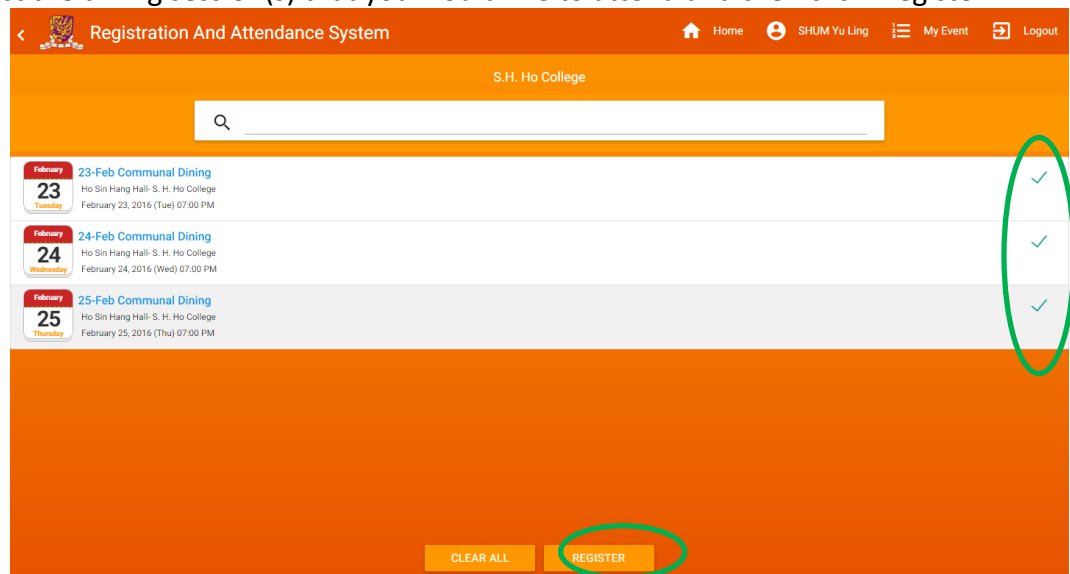 Registration And Attendance System
Home
SHUM Yu Ling
My Event
Logout
S.H. Ho College
February
23
Tuesday
23-Feb Communal Dining
Ho Sin Hang Hall- S. H. Ho College
February 23, 2016 (Tue) 07:00 PM
February
24
Wednesday
24-Feb Communal Dining
Ho Sin Hang Hall- S. H. Ho College
February 24, 2016 (Wed) 07:00 PM
February
25
Thursday
25-Feb Communal Dining
Ho Sin Hang Hall- S. H. Ho College
February 25, 2016 (Thu) 07:00 PM
CLEAR ALL
REGISTER